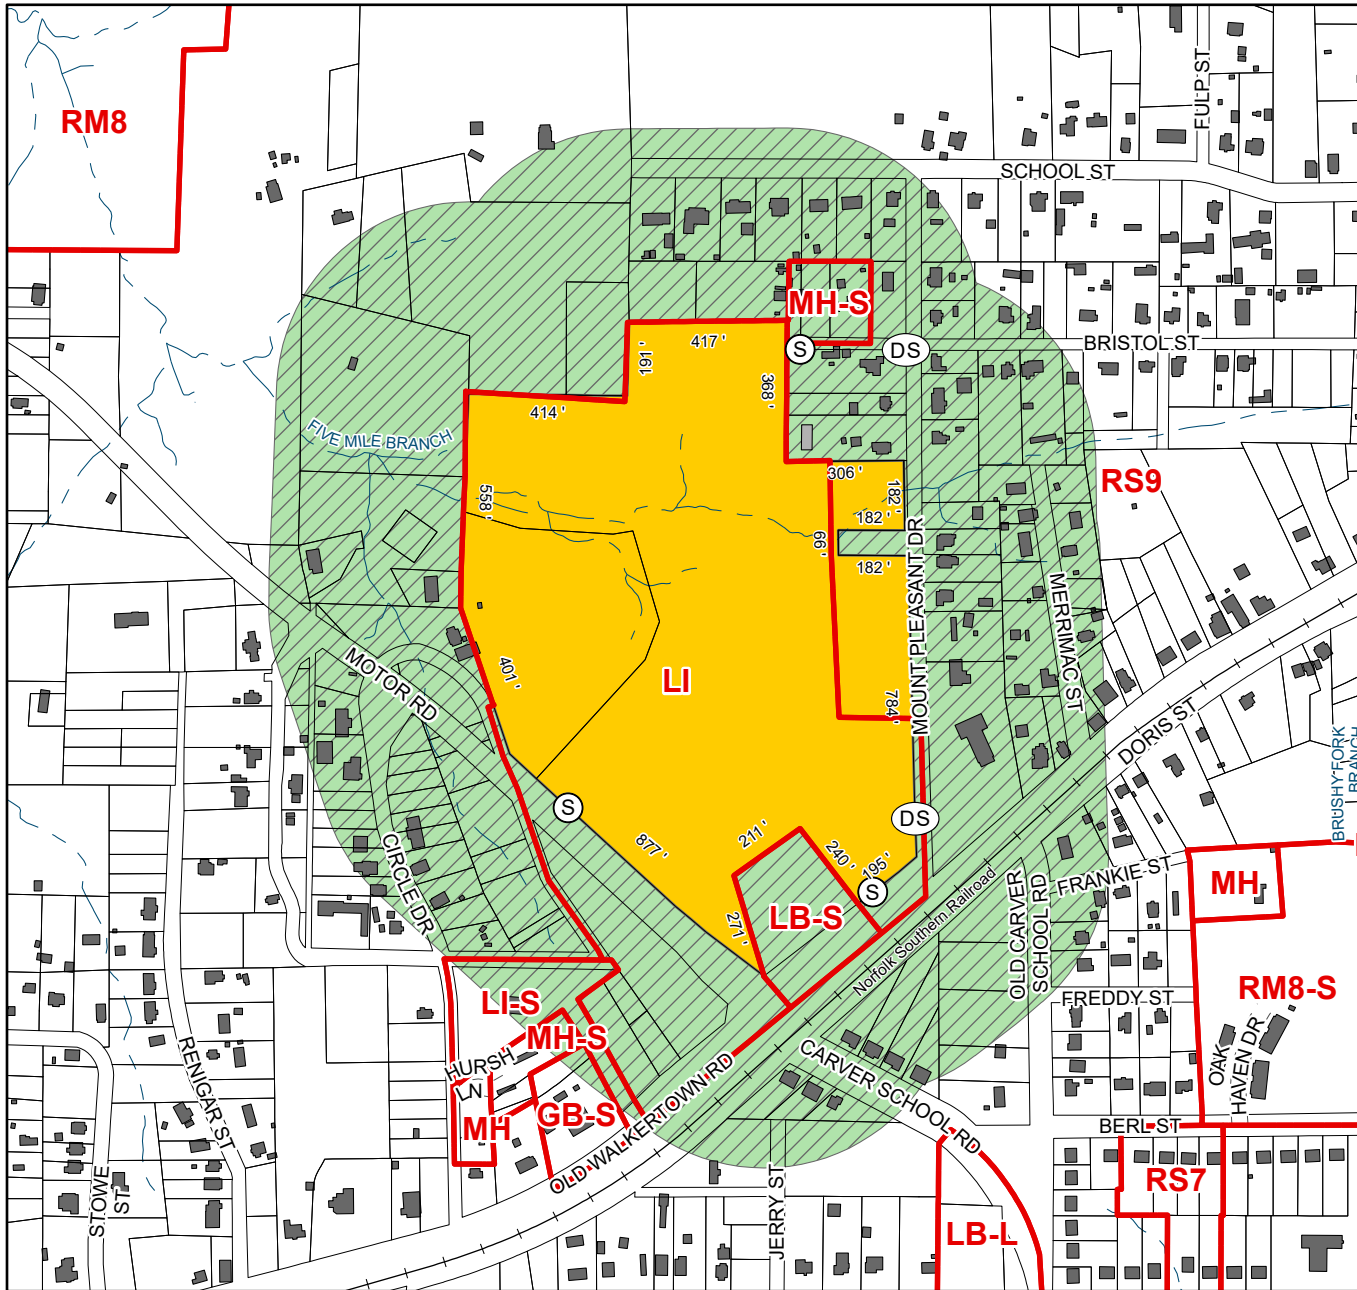 RM8
FULP ST
SCHOOL ST
MH-S
BRISTOL ST
S
DS
417 '
191 '
368 '
414 '
FIVE MILE BRANCH
RS9
306 '
182 '
182 '
558 '
66 '
182 '
MOUNT PLEASANT DR
MERRIMAC ST
401 '
MOTOR RD
LI
784 '
DORIS ST
BRUSHY FORK
BRANCH
S
DS
877 '
211 '
240 '
195 '
S
CIRCLE DR
LB-S
271 '
OLD CARVER
SCHOOL RD
FRANKIE ST
MH
Norfolk Southern Railroad
LI-S
MH-S
FREDDY ST
RM8-S
RENIGAR ST
HURSH
LN
OAK
HAVEN DR
CARVER SCHOOL RD
GB-S
MH
OLD WALKERTOWN RD
BERL ST
STOWE
ST
JERRY ST
RS7
LB-L